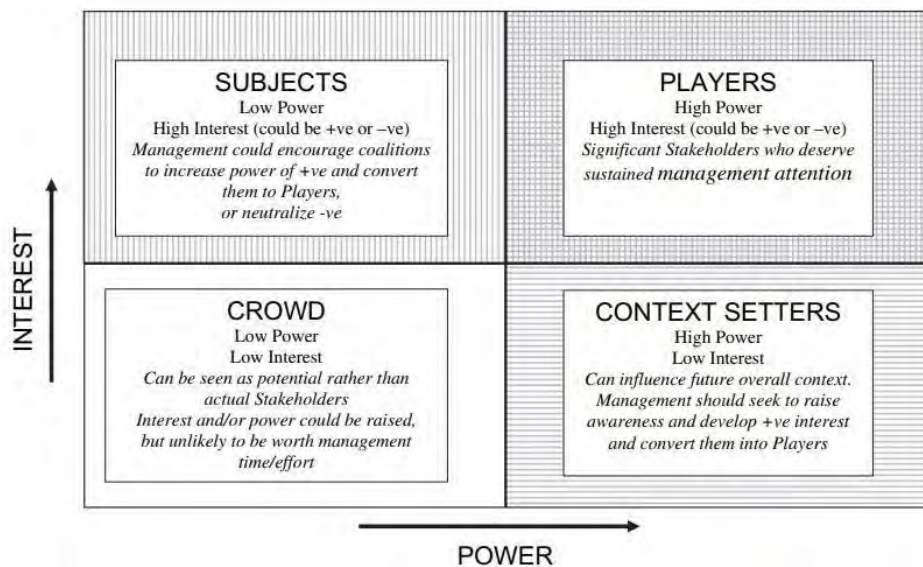 SUBJECTS
Low Power
High Interest (could be +ve or –ve)
Management could encourage coalitions
to increase power of +ve and convert
them to Players,
or neutralize -ve
PLAYERS
High Power
High Interest (could be +ve or –ve)
Significant Stakeholders who deserve
sustained management attention
INTEREST
CROWD
Low Power
Low Interest
Can be seen as potential rather than
actual Stakeholders
Interest and/or power could be raised,
but unlikely to be worth management
time/effort
CONTEXT SETTERS
High Power
Low Interest
Can influence future overall context.
Management should seek to raise
awareness and develop +ve interest
and convert them into Players
POWER